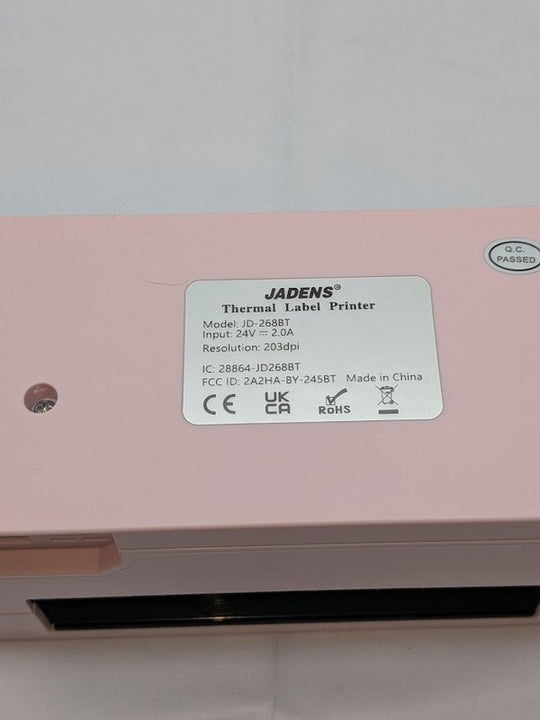 Q.C.
PASSED
JADENS®
Thermal Label Printer
Model: JD-268BT
Input: 24V ⎓ 2.0A
Resolution: 203dpi
IC: 28864-JD268BT
FCC ID: 2A2HA-BY-245BT Made in China
CE UK CA RoHS